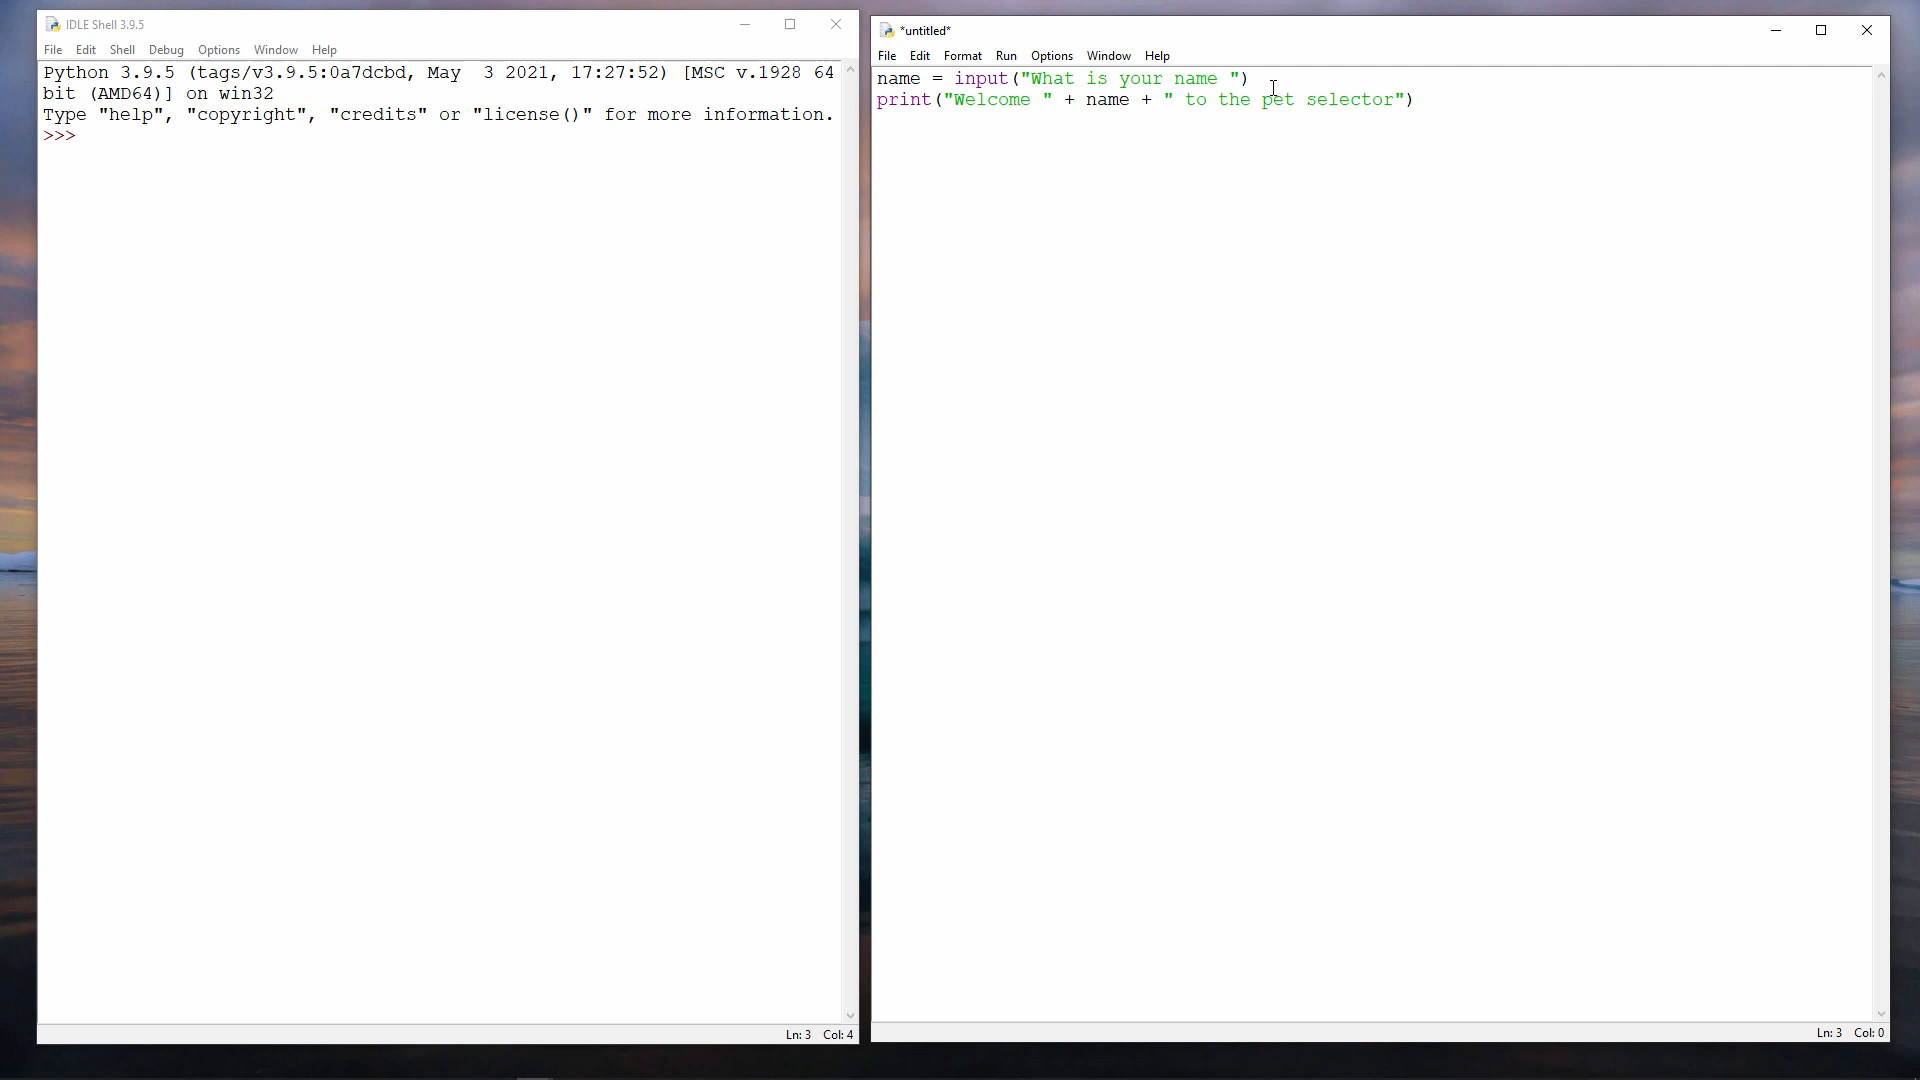 IDLE Shell 3.9.5
File Edit Shell Debug Options Window Help
Python 3.9.5 (tags/v3.9.5:0a7dcbd, May  3 2021, 17:27:52) [MSC v.1928 64
bit (AMD64)] on win32
Type "help", "copyright", "credits" or "license()" for more information.
>>>
Ln: 3 Col: 4
*untitled*
File Edit Format Run Options Window Help
name = input("What is your name ")
print("Welcome " + name + " to the pet selector")
Ln: 3 Col: 0